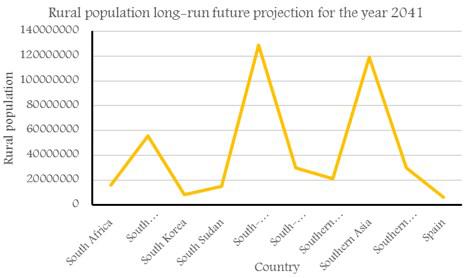 Rural population long-run future projection for the year 2041
Rural population
140000000
120000000
100000000
80000000
60000000
40000000
20000000
0
South Africa
South …
South Korea
South Sudan
South-…
South-…
Southern…
Southern Asia
Southern…
Spain
Country